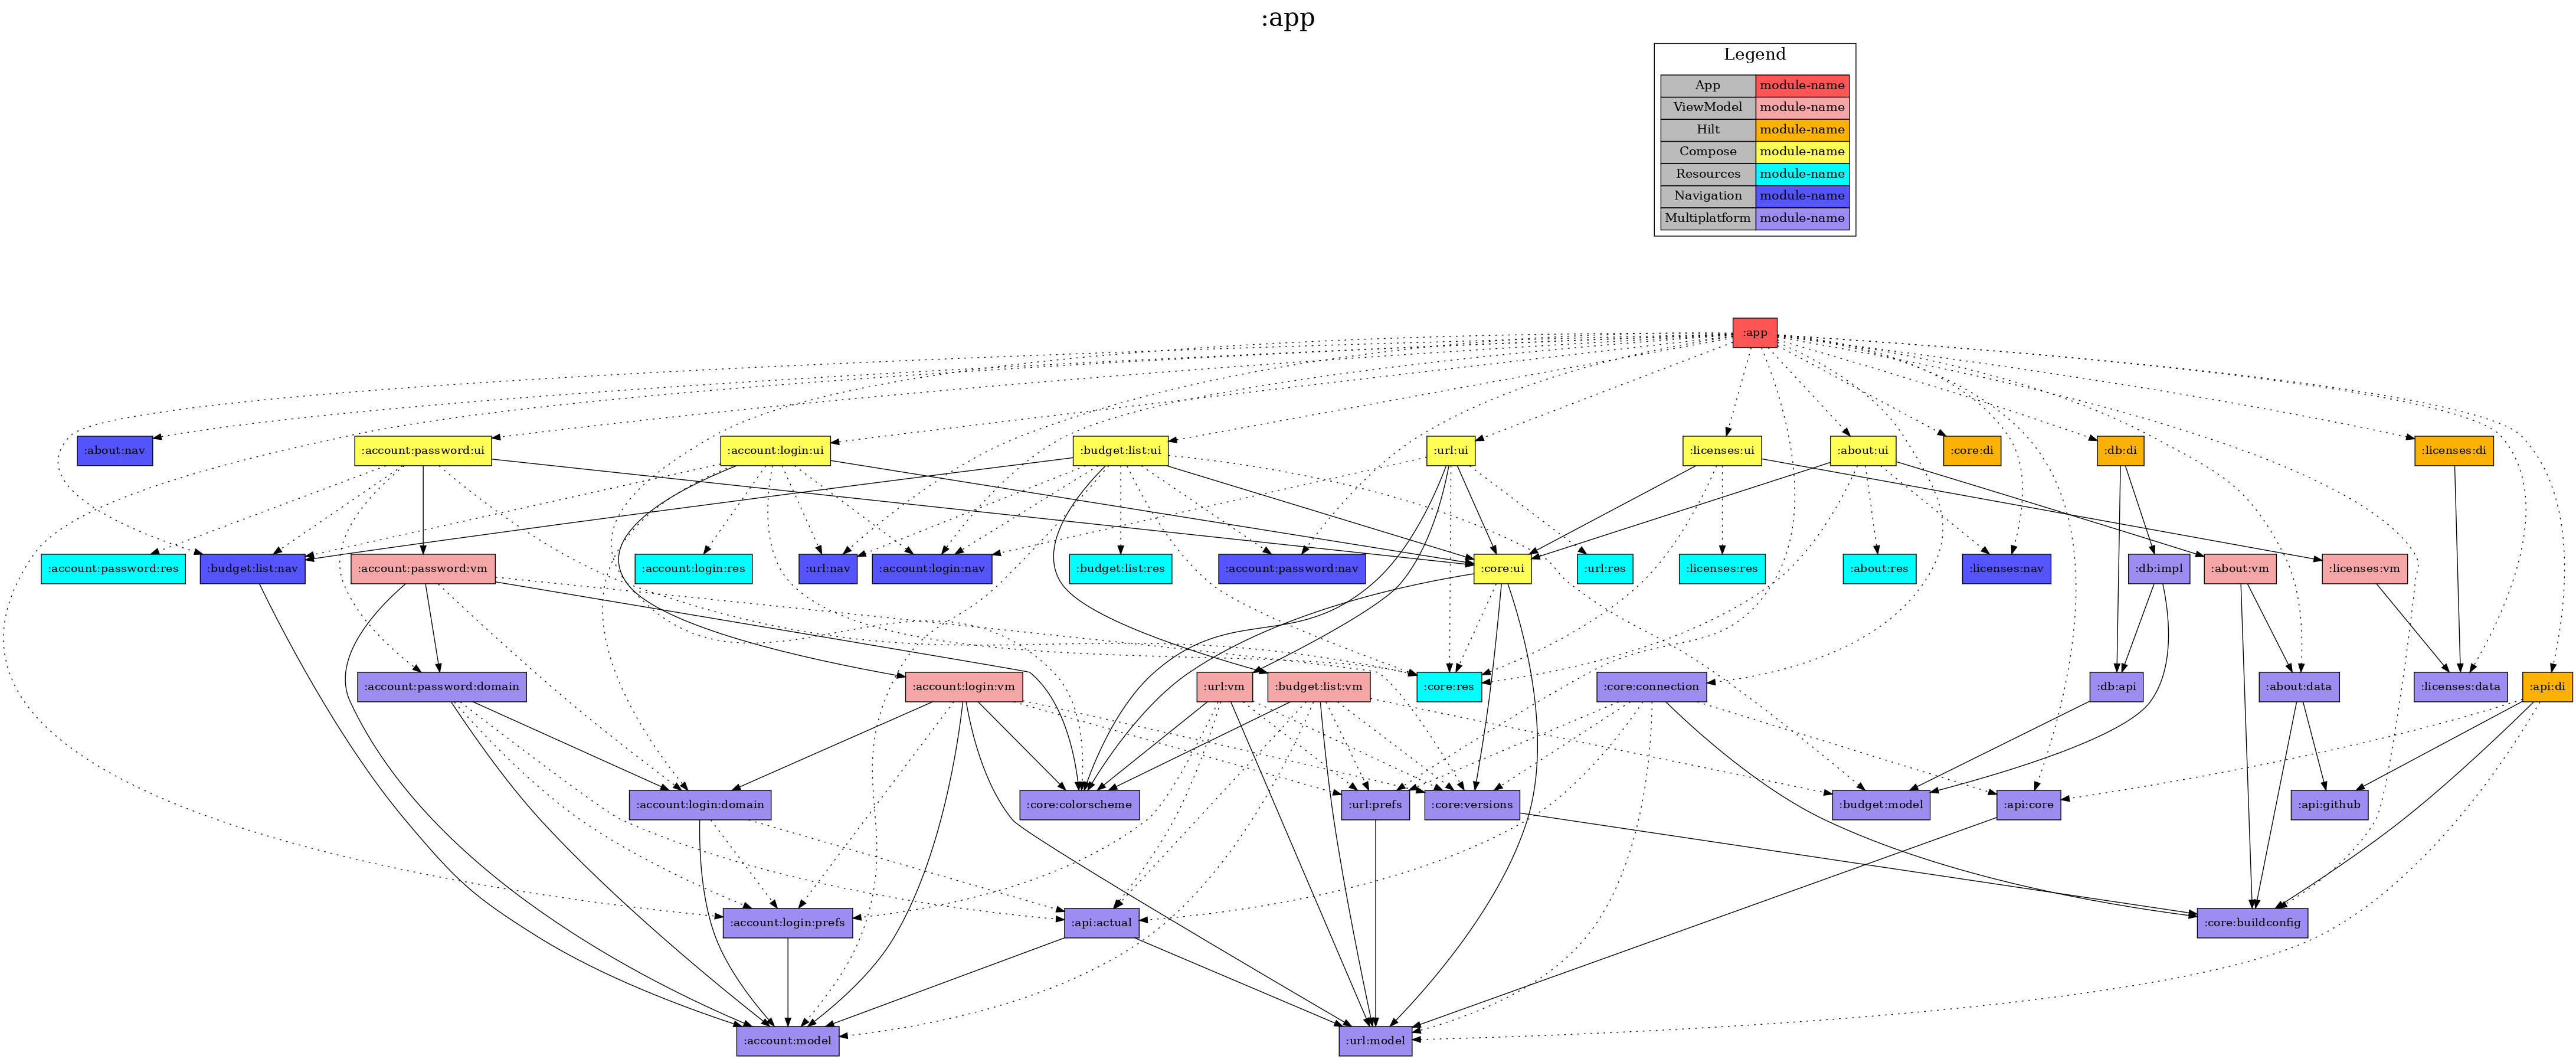 :app
Legend
App module-name
ViewModel module-name
Hilt module-name
Compose module-name
Resources module-name
Navigation module-name
Multiplatform module-name
:app
:about:nav
:account:password:ui
:account:login:ui
:budget:list:ui
:url:ui
:licenses:ui
:about:ui
:core:di
:db:di
:licenses:di
:account:password:res
:budget:list:nav
:account:password:vm
:account:login:res
:url:nav
:account:login:nav
:budget:list:res
:account:password:nav
:core:ui
:url:res
:licenses:res
:about:res
:licenses:nav
:db:impl
:about:vm
:licenses:vm
:account:password:domain
:account:login:vm
:url:vm
:budget:list:vm
:core:res
:core:connection
:db:api
:about:data
:licenses:data
:api:di
:account:login:domain
:core:colorscheme
:url:prefs
:core:versions
:budget:model
:api:core
:api:github
:account:login:prefs
:api:actual
:core:buildconfig
:account:model
:url:model